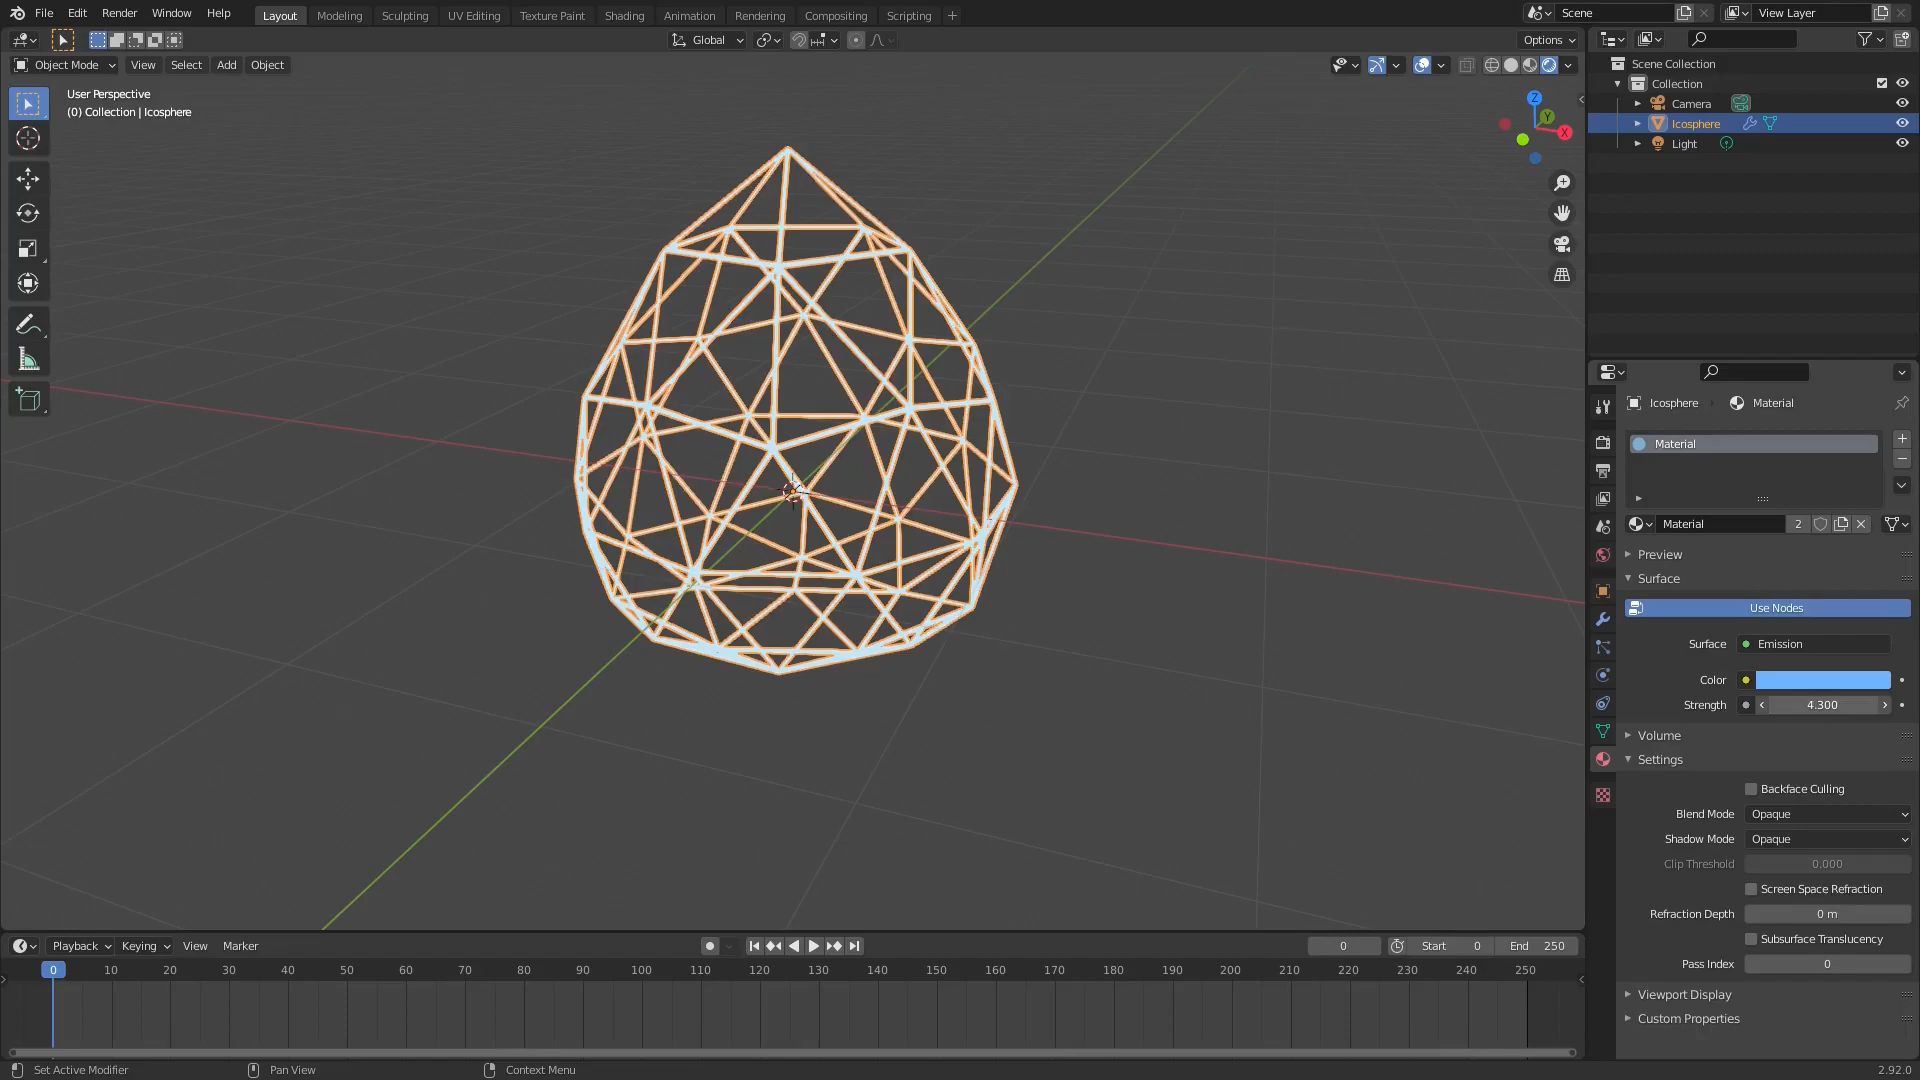 File Edit Render Window Help Layout Modeling Sculpting UV Editing Texture Paint Shading Animation Rendering Compositing Scripting + Scene View Layer
Global Options
Object Mode View Select Add Object
User Perspective
(0) Collection | Icosphere
Z
Y
X
Scene Collection
Collection
Camera
Icosphere
Light
Icosphere Material
Material
Material 2
Preview
Surface
Use Nodes
Surface Emission
Color
Strength 4.300
Volume
Settings
Backface Culling
Blend Mode Opaque
Shadow Mode Opaque
Clip Threshold 0.000
Screen Space Refraction
Refraction Depth 0 m
Subsurface Translucency
Pass Index 0
Viewport Display
Custom Properties
Playback Keying View Marker 0 Start 0 End 250
0 10 20 30 40 50 60 70 80 90 100 110 120 130 140 150 160 170 180 190 200 210 220 230 240 250
Set Active Modifier Pan View Context Menu 2.92.0